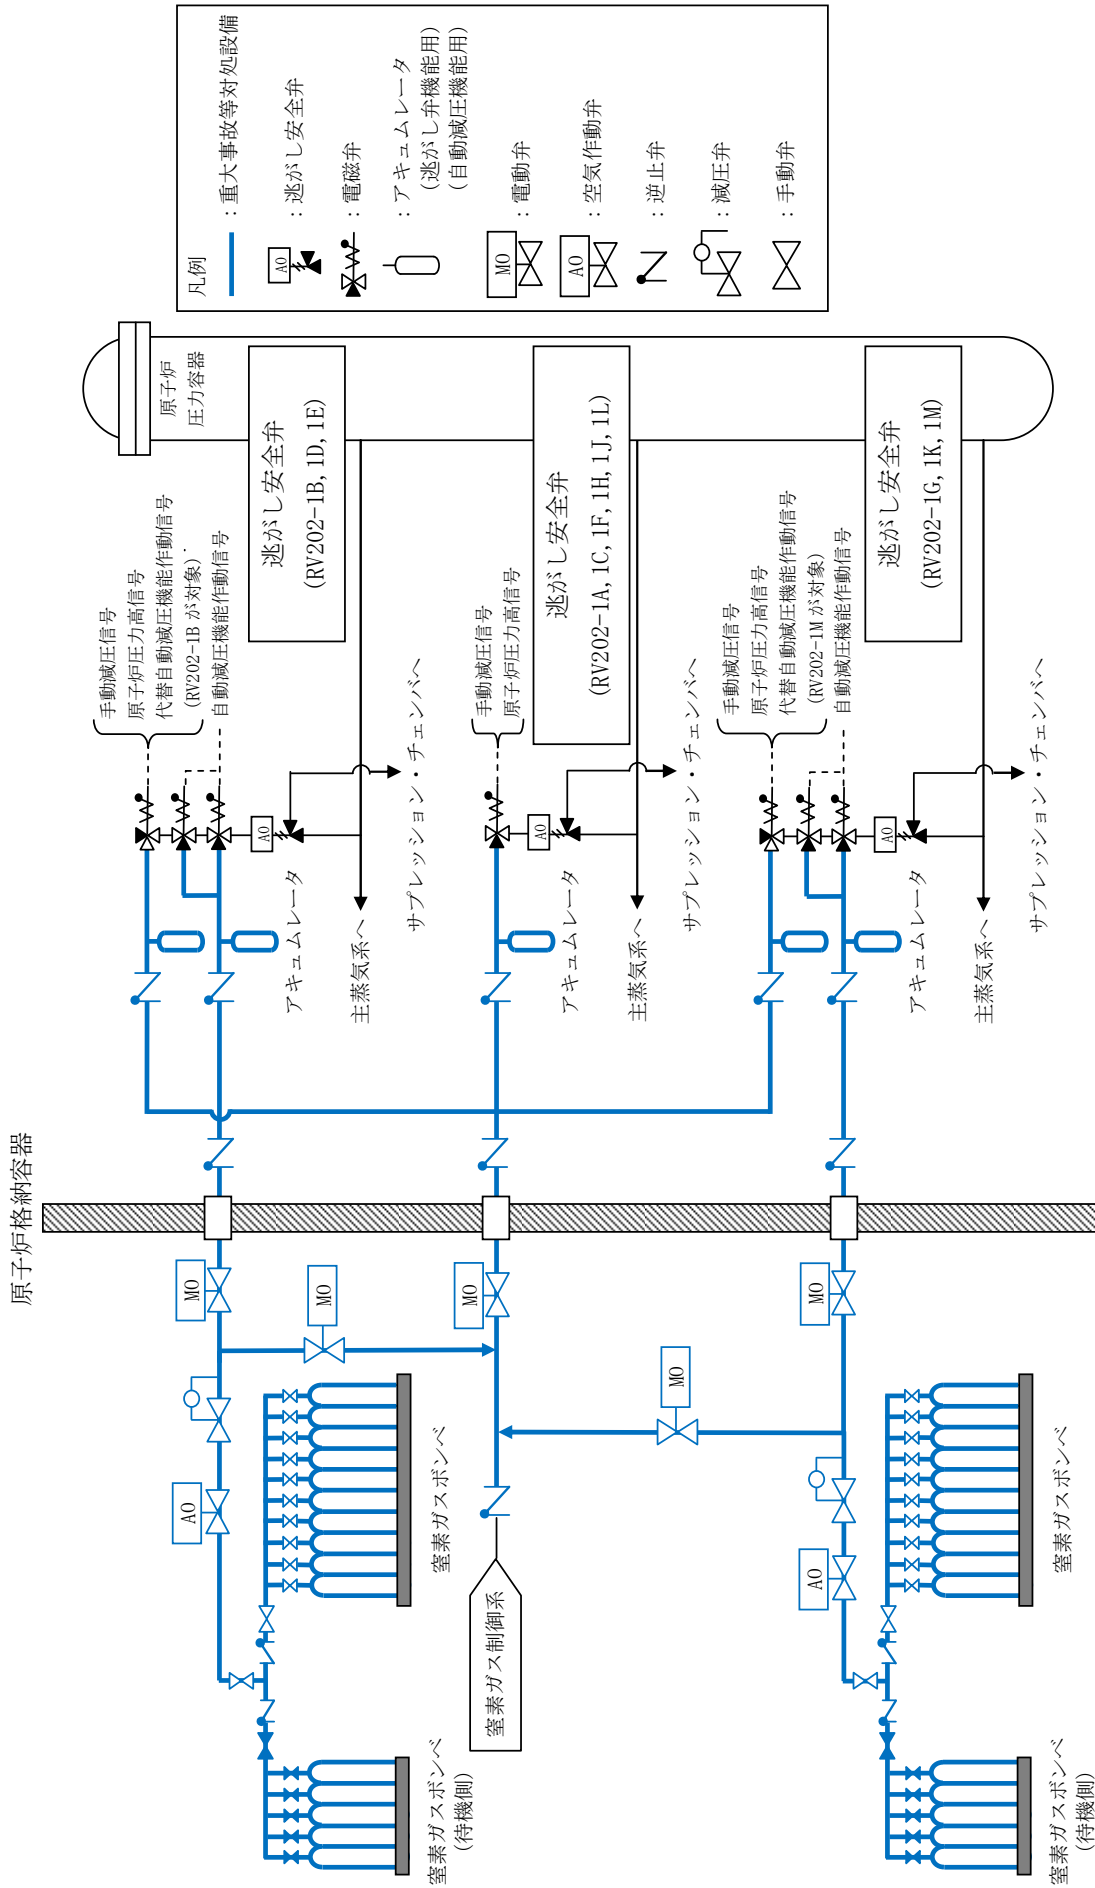 凡例
：重大事故等対処設備
AO
：逃がし安全弁
：電磁弁
：アキュムレータ
（逃がし弁機能用）
（自動減圧機能用）
MO
：電動弁
AO
：空気作動弁
：逆止弁
：減圧弁
：手動弁
原子炉
圧力容器
逃がし安全弁
(RV202-1B, 1D, 1E)
逃がし安全弁
(RV202-1A, 1C, 1F, 1H, 1J, 1L)
逃がし安全弁
(RV202-1G, 1K, 1M)
手動減圧信号
原子炉圧力高信号
代替自動減圧機能作動信号
(RV202-1B が対象)
自動減圧機能作動信号
AO
アキュムレータ
主蒸気系へ
サプレッション・チェンバへ
手動減圧信号
原子炉圧力高信号
AO
アキュムレータ
主蒸気系へ
サプレッション・チェンバへ
手動減圧信号
原子炉圧力高信号
代替自動減圧機能作動信号
(RV202-1M が対象)
自動減圧機能作動信号
AO
アキュムレータ
主蒸気系へ
サプレッション・チェンバへ
原子炉格納容器
MO
MO
MO
MO
MO
AO
AO
窒素ガスボンベ
窒素ガス制御系
窒素ガスボンベ
窒素ガスボンベ
(待機側)
窒素ガスボンベ
(待機側)